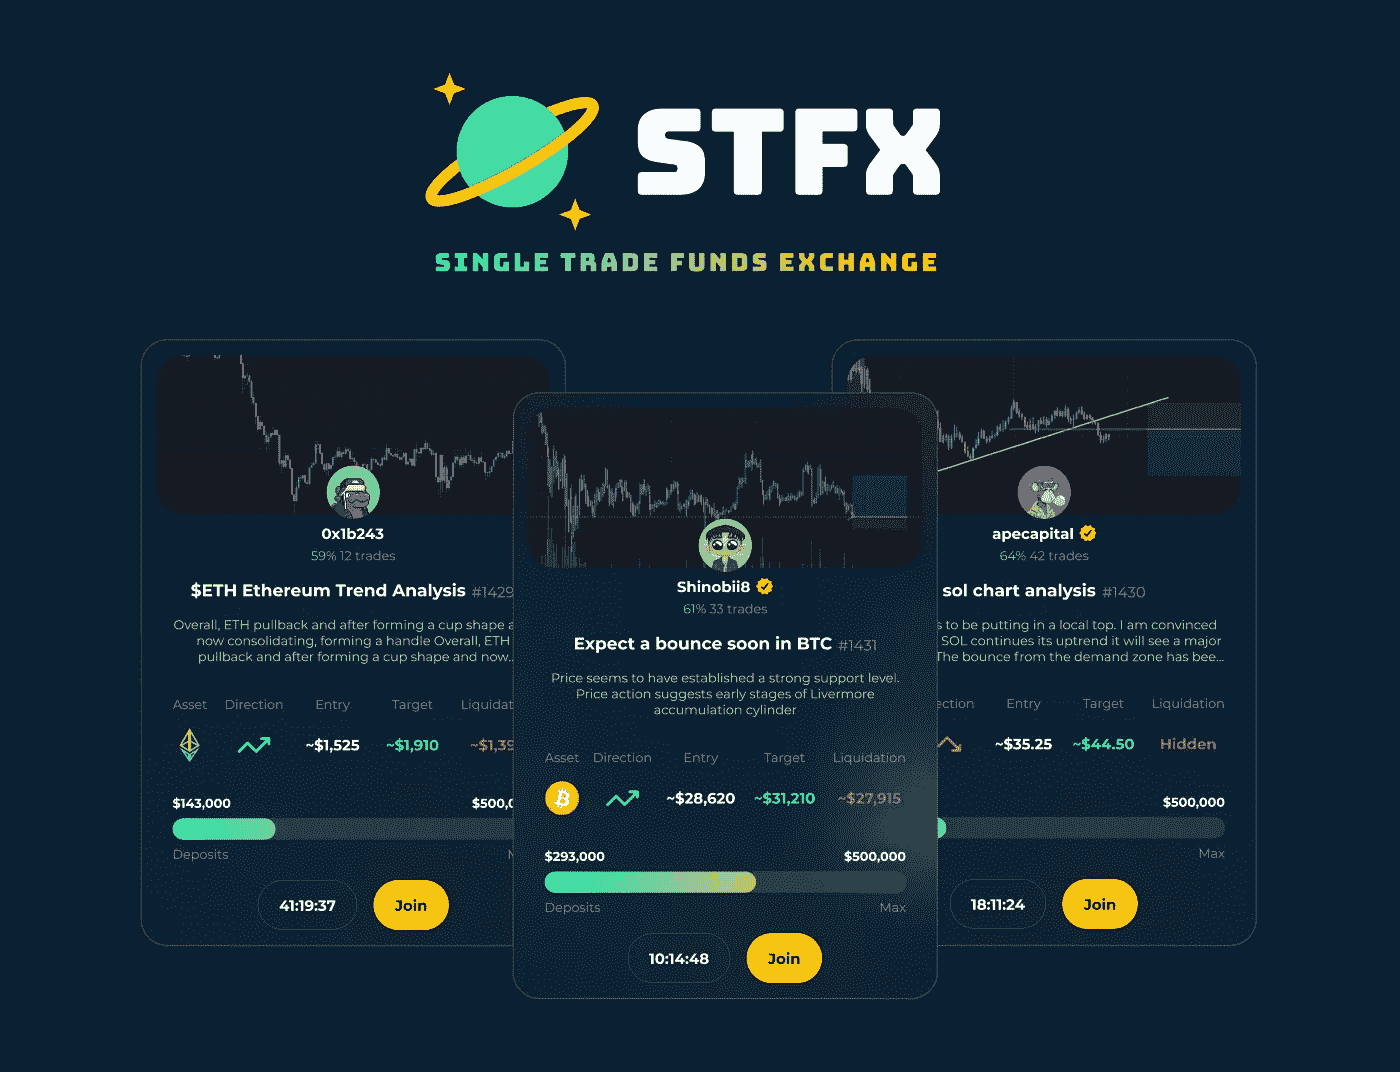 STFX
SINGLE TRADE FUNDS EXCHANGE
0x1b243
59% 12 trades
$ETH Ethereum Trend Analysis #1429
Overall, ETH pullback and after forming a cup shape a
now consolidating, forming a handle Overall, ETH
pullback and after forming a cup shape and now..
Asset Direction Entry Target Liquidat
~$1,525 ~$1,910 ~$1,39
$143,000 $500,0
Deposits
41:19:37 Join
Shinobii8
61% 33 trades
Expect a bounce soon in BTC #1431
Price seems to have established a strong support level.
Price action suggests early stages of Livermore
accumulation cylinder
Asset Direction Entry Target Liquidation
~$28,620 ~$31,210 ~$27,915
$293,000 $500,000
Deposits Max
10:14:48 Join
apecapital
64% 42 trades
sol chart analysis #1430
s to be putting in a local top. I am convinced
SOL continues its uptrend it will see a major
The bounce from the demand zone has bee...
ection Entry Target Liquidation
~$35.25 ~$44.50 Hidden
$500,000
Max
18:11:24 Join